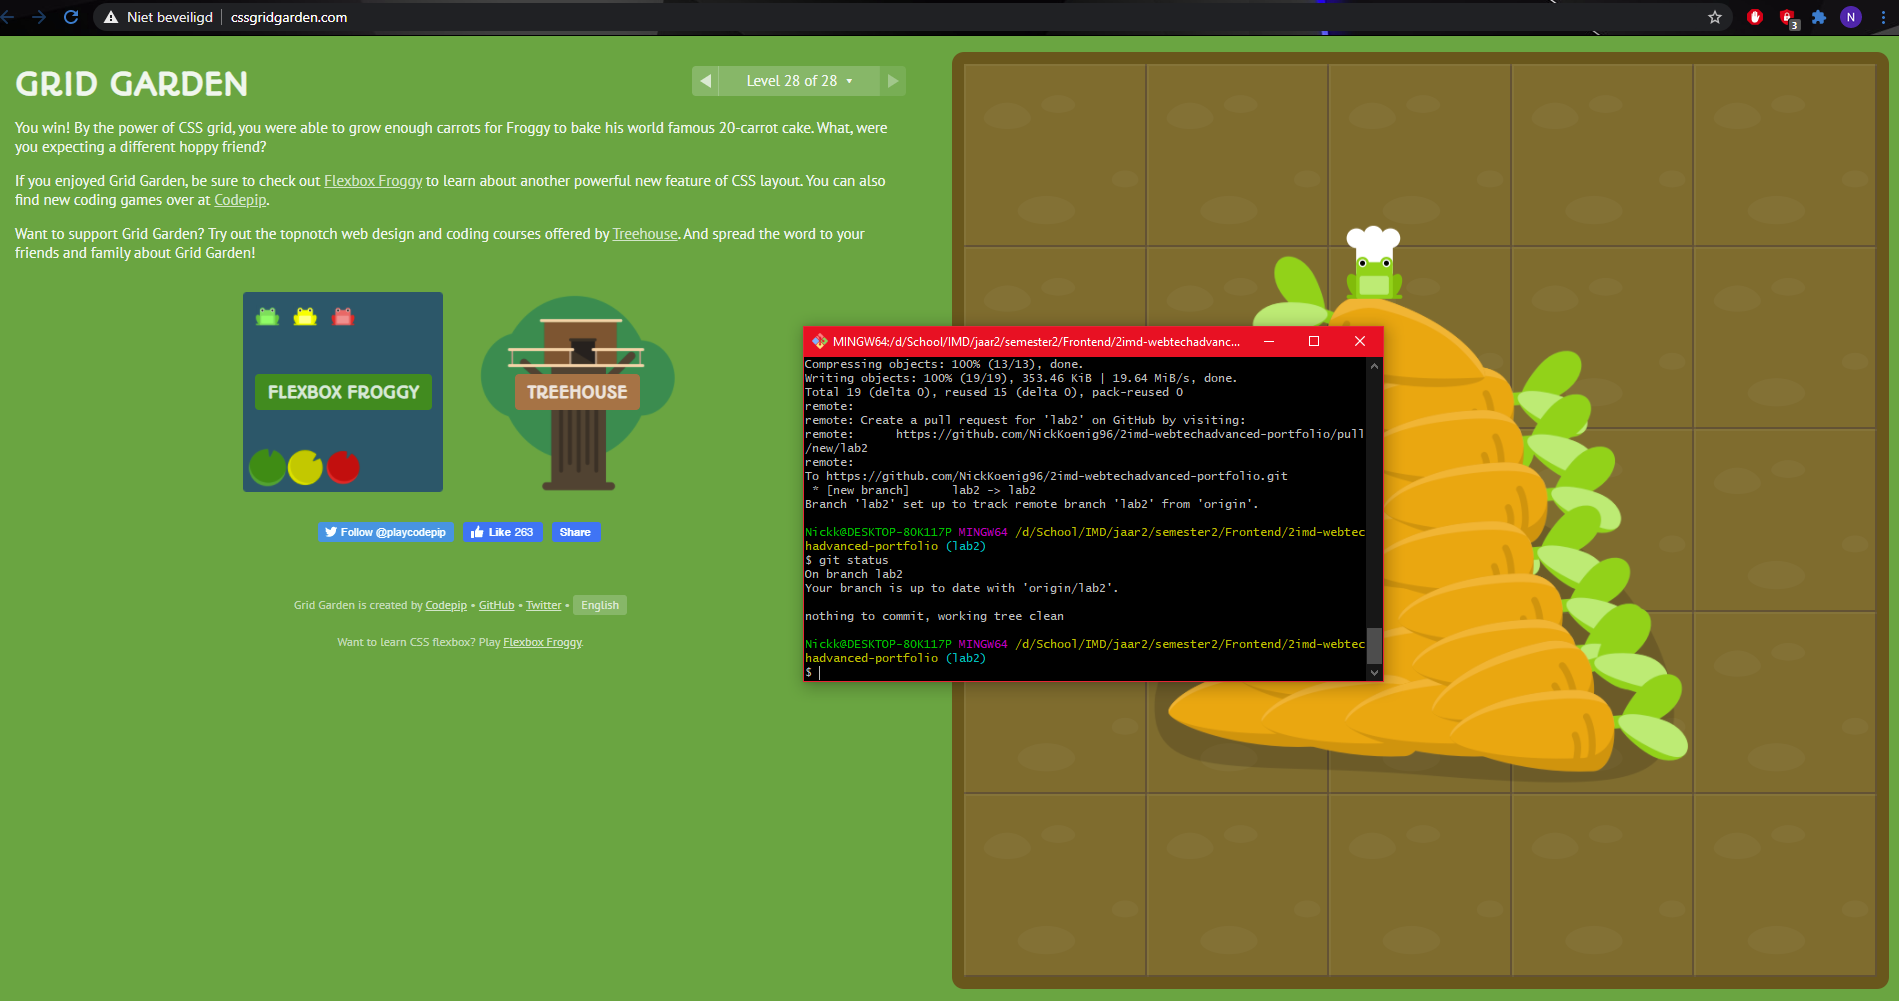 Niet beveiligd
cssgridgarden.com
3
N
GRID GARDEN
Level 28 of 28
You win! By the power of CSS grid, you were able to grow enough carrots for Froggy to bake his world famous 20-carrot cake. What, were
you expecting a different hoppy friend?
If you enjoyed Grid Garden, be sure to check out Flexbox Froggy to learn about another powerful new feature of CSS layout. You can also
find new coding games over at Codepip.
Want to support Grid Garden? Try out the topnotch web design and coding courses offered by Treehouse. And spread the word to your
friends and family about Grid Garden!
FLEXBOX FROGGY
TREEHOUSE
Follow @playcodepip
Like 263
Share
Grid Garden is created by Codepip • GitHub • Twitter • English
Want to learn CSS flexbox? Play Flexbox Froggy.
MINGW64:/d/School/IMD/jaar2/semester2/Frontend/2imd-webtechadvanc...
Compressing objects: 100% (13/13), done.
Writing objects: 100% (19/19), 353.46 KiB | 19.64 MiB/s, done.
Total 19 (delta 0), reused 15 (delta 0), pack-reused 0
remote:
remote: Create a pull request for 'lab2' on GitHub by visiting:
remote:      https://github.com/NickKoenig96/2imd-webtechadvanced-portfolio/pull
/new/lab2
remote:
To https://github.com/NickKoenig96/2imd-webtechadvanced-portfolio.git
 * [new branch]      lab2 -> lab2
Branch 'lab2' set up to track remote branch 'lab2' from 'origin'.
Nickk@DESKTOP-8OK117P MINGW64 /d/School/IMD/jaar2/semester2/Frontend/2imd-webtec
hadvanced-portfolio (lab2)
$ git status
On branch lab2
Your branch is up to date with 'origin/lab2'.
nothing to commit, working tree clean
Nickk@DESKTOP-8OK117P MINGW64 /d/School/IMD/jaar2/semester2/Frontend/2imd-webtec
hadvanced-portfolio (lab2)
$